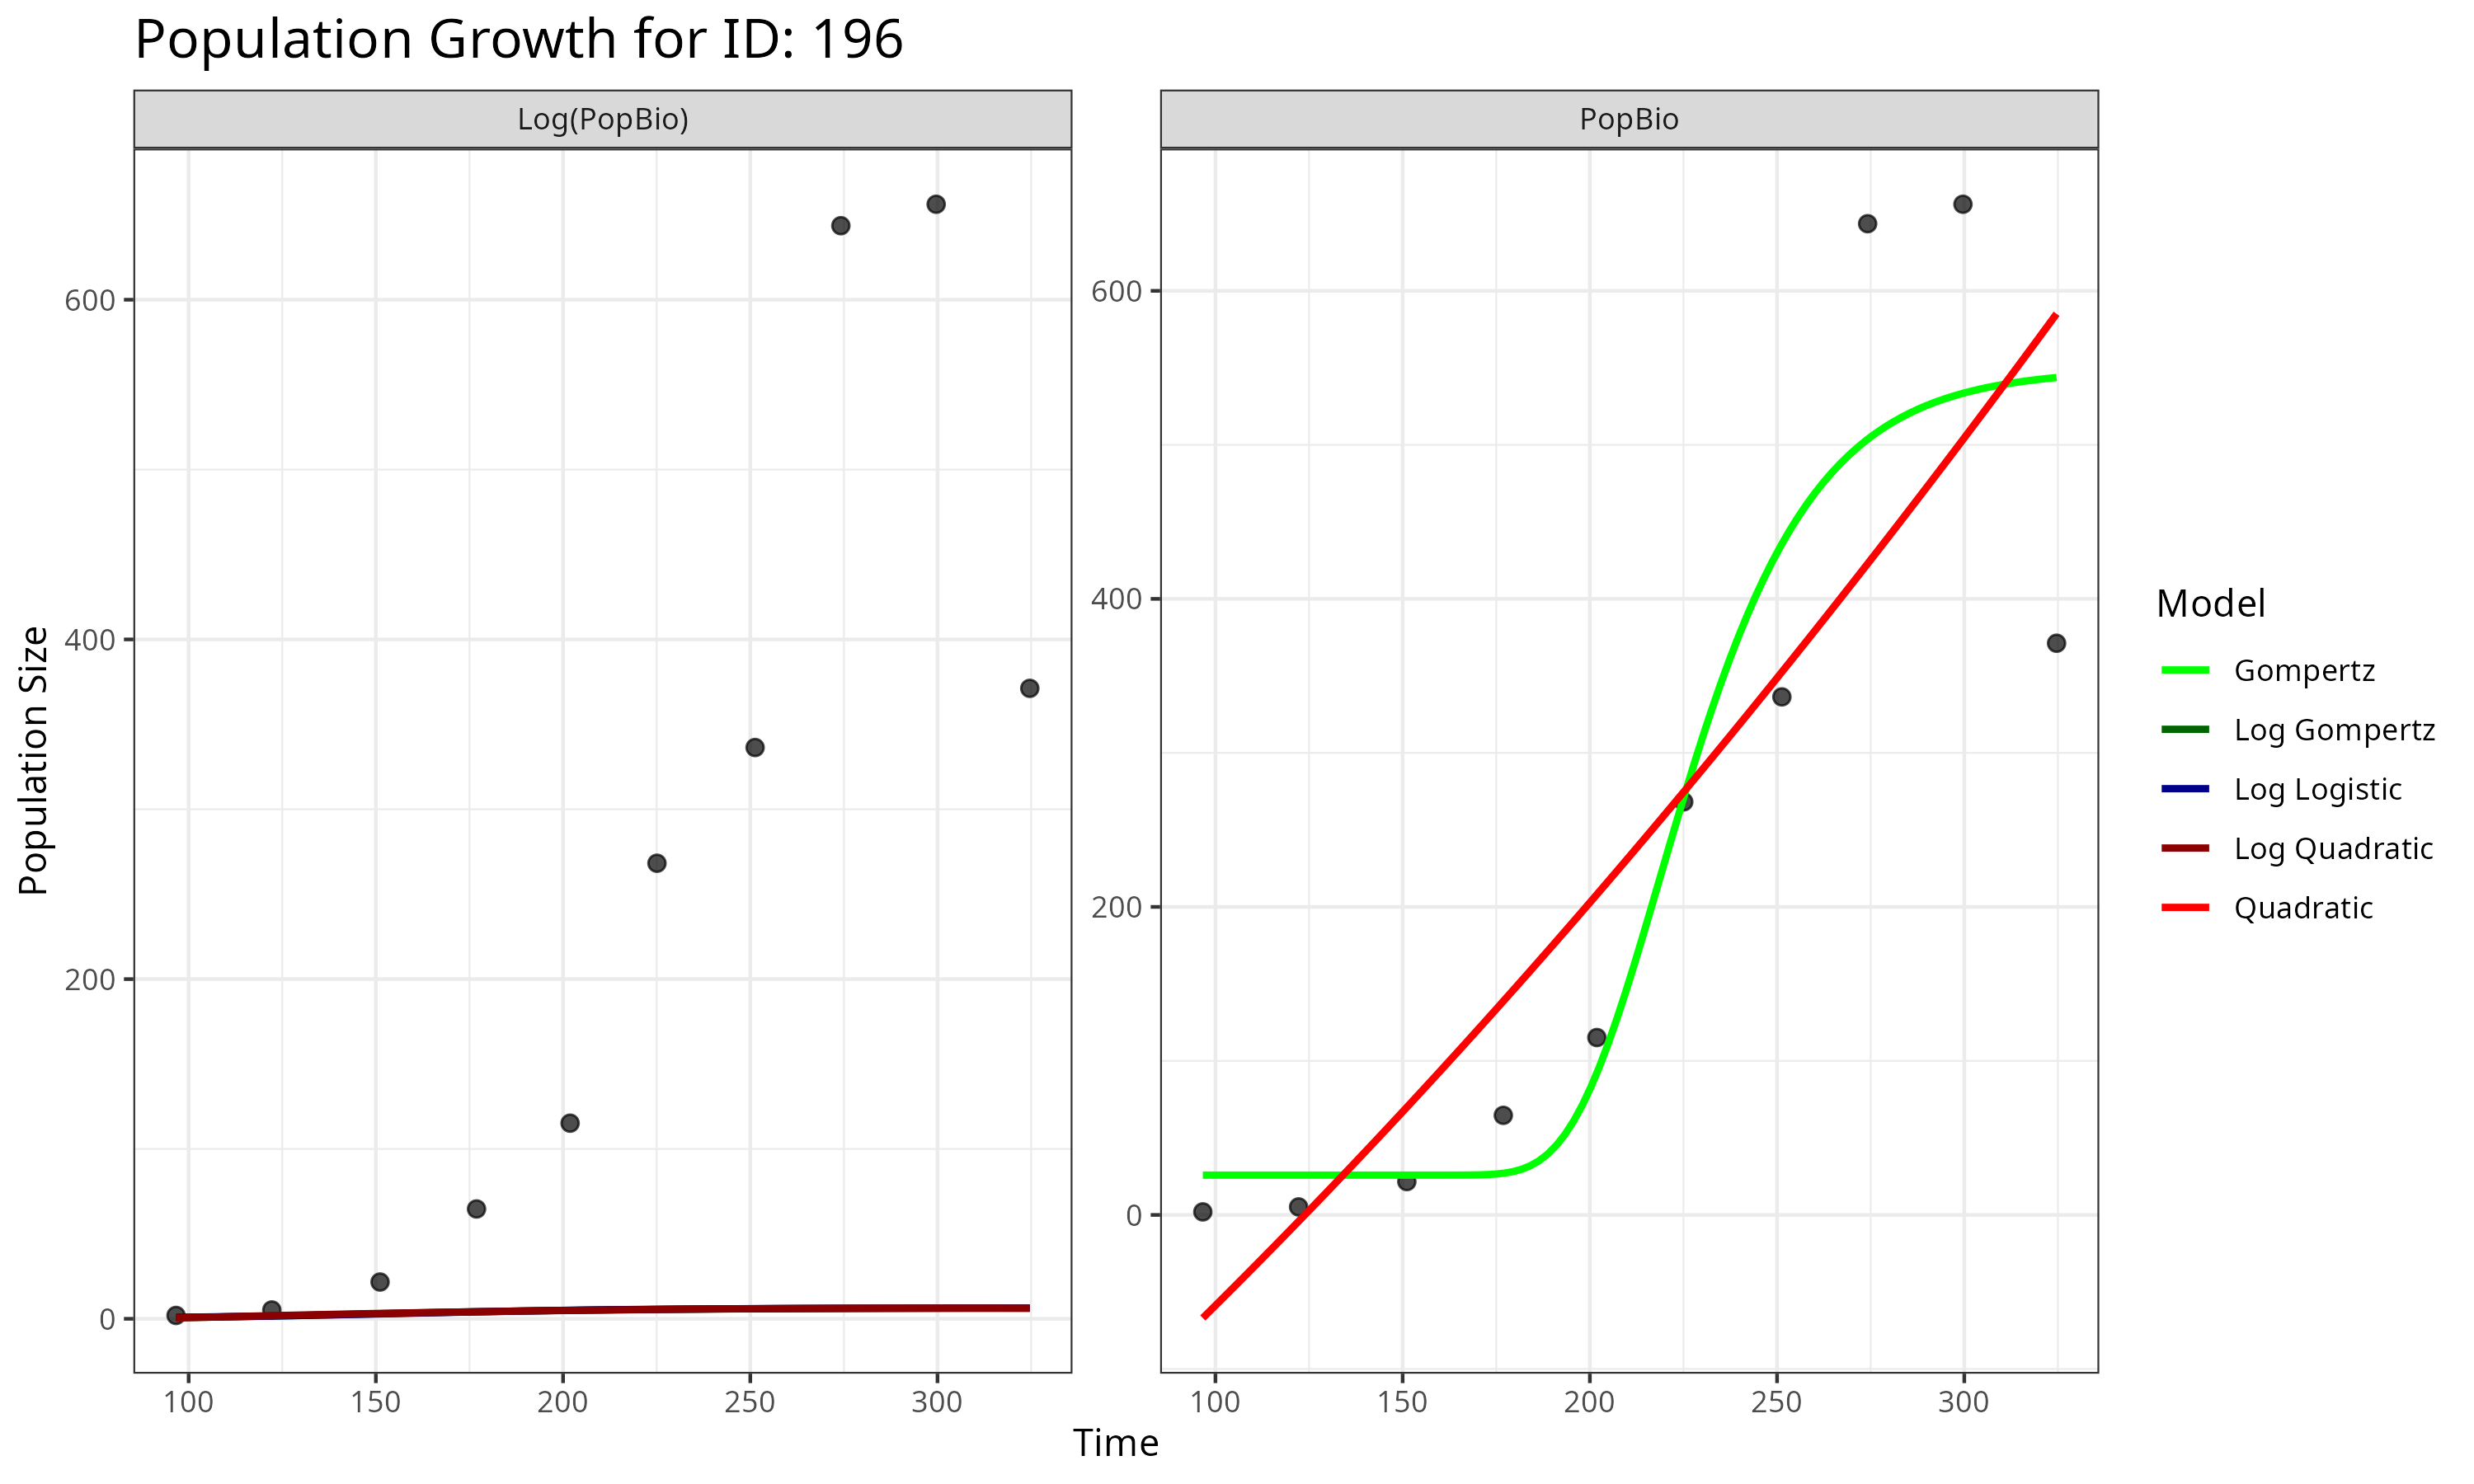 Population Growth for ID: 196
Log(PopBio)
PopBio
Population Size
600
400
200
0
100 150 200 250 300
600
400
200
0
100 150 200 250 300
Time
Model
Gompertz
Log Gompertz
Log Logistic
Log Quadratic
Quadratic